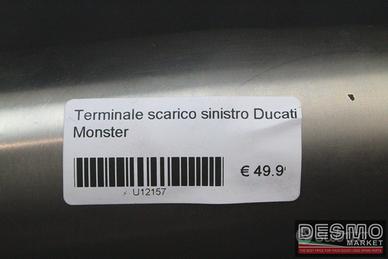 Terminale scarico sinistro Ducati
Monster
€ 49.9
U12157
DESMO
MARKET